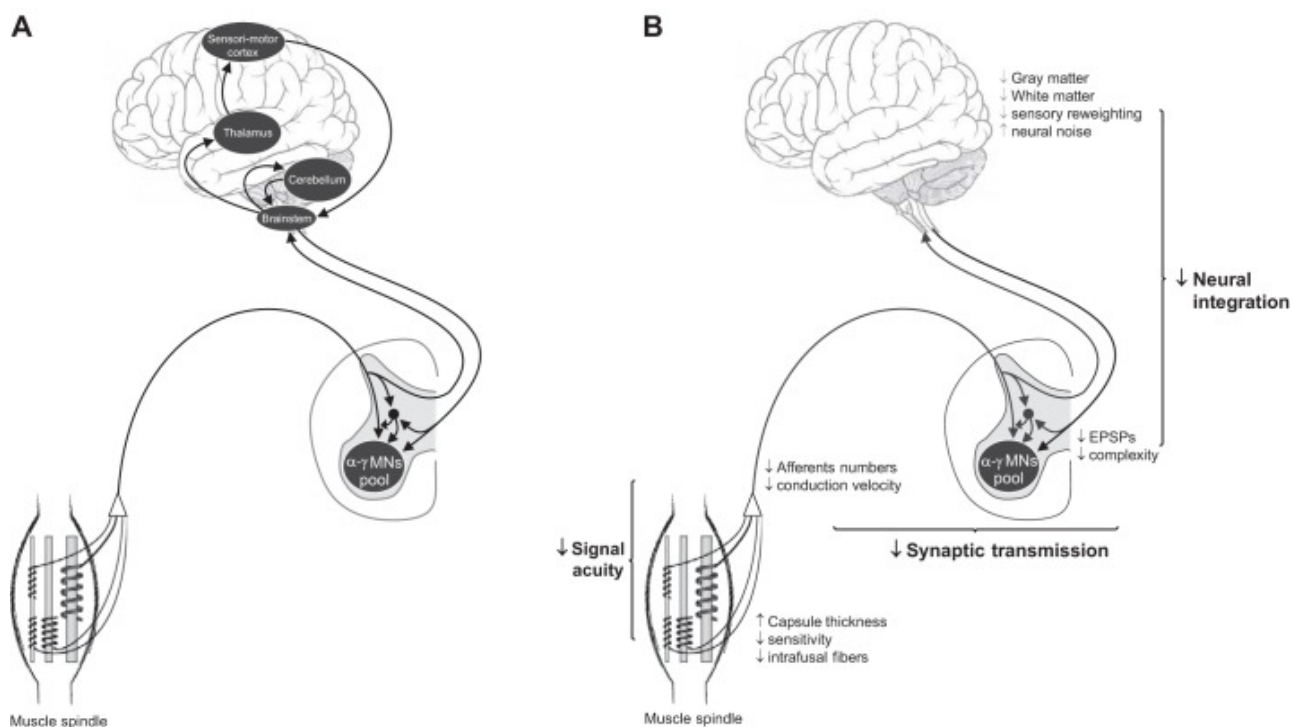 A
Sensori-motor
cortex
Thalamus
Cerebellum
Brainstem
α-γ MNs
pool
Muscle spindle
B
↓ Gray matter
↓ White matter
↓ sensory reweighting
↑ neural noise
↓ Neural
integration
↓ EPSPs
↓ complexity
α-γ MNs
pool
↓ Afferents numbers
↓ conduction velocity
↓ Synaptic transmission
↓ Signal
acuity
↑ Capsule thickness
↓ sensitivity
↓ intrafusal fibers
Muscle spindle